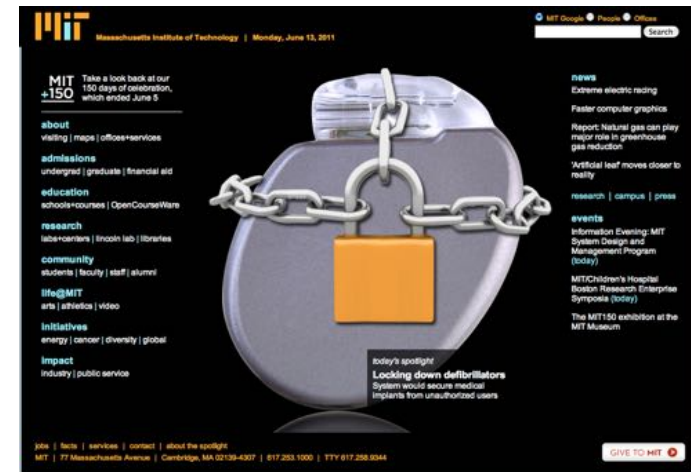 MIT
Massachusetts Institute of Technology | Monday, June 13, 2011
MIT Google People Offices
Search
MIT
+150
Take a look back at our
150 days of celebration,
which ended June 5
about
visiting | maps | offices+services
admissions
undergrad | graduate | financial aid
education
schools+courses | OpenCourseWare
research
labs+centers | lincoln lab | libraries
community
students | faculty | staff | alumni
life@MIT
arts | athletics | video
initiatives
energy | cancer | diversity | global
impact
industry | public service
today's spotlight
Locking down defibrillators
System would secure medical
implants from unauthorized users
news
Extreme electric racing
Faster computer graphics
Report: Natural gas can play
major role in greenhouse
gas reduction
'Artificial leaf' moves closer to
reality
research | campus | press
events
Information Evening: MIT
System Design and
Management Program
(today)
MIT/Children's Hospital
Boston Research Enterprise
Symposia (today)
The MIT150 exhibition at the
MIT Museum
jobs | facts | services | contact | about the spotlight
MIT | 77 Massachusetts Avenue | Cambridge, MA 02139-4307 | 617.253.1000 | TTY 617.258.9344
GIVE TO MIT